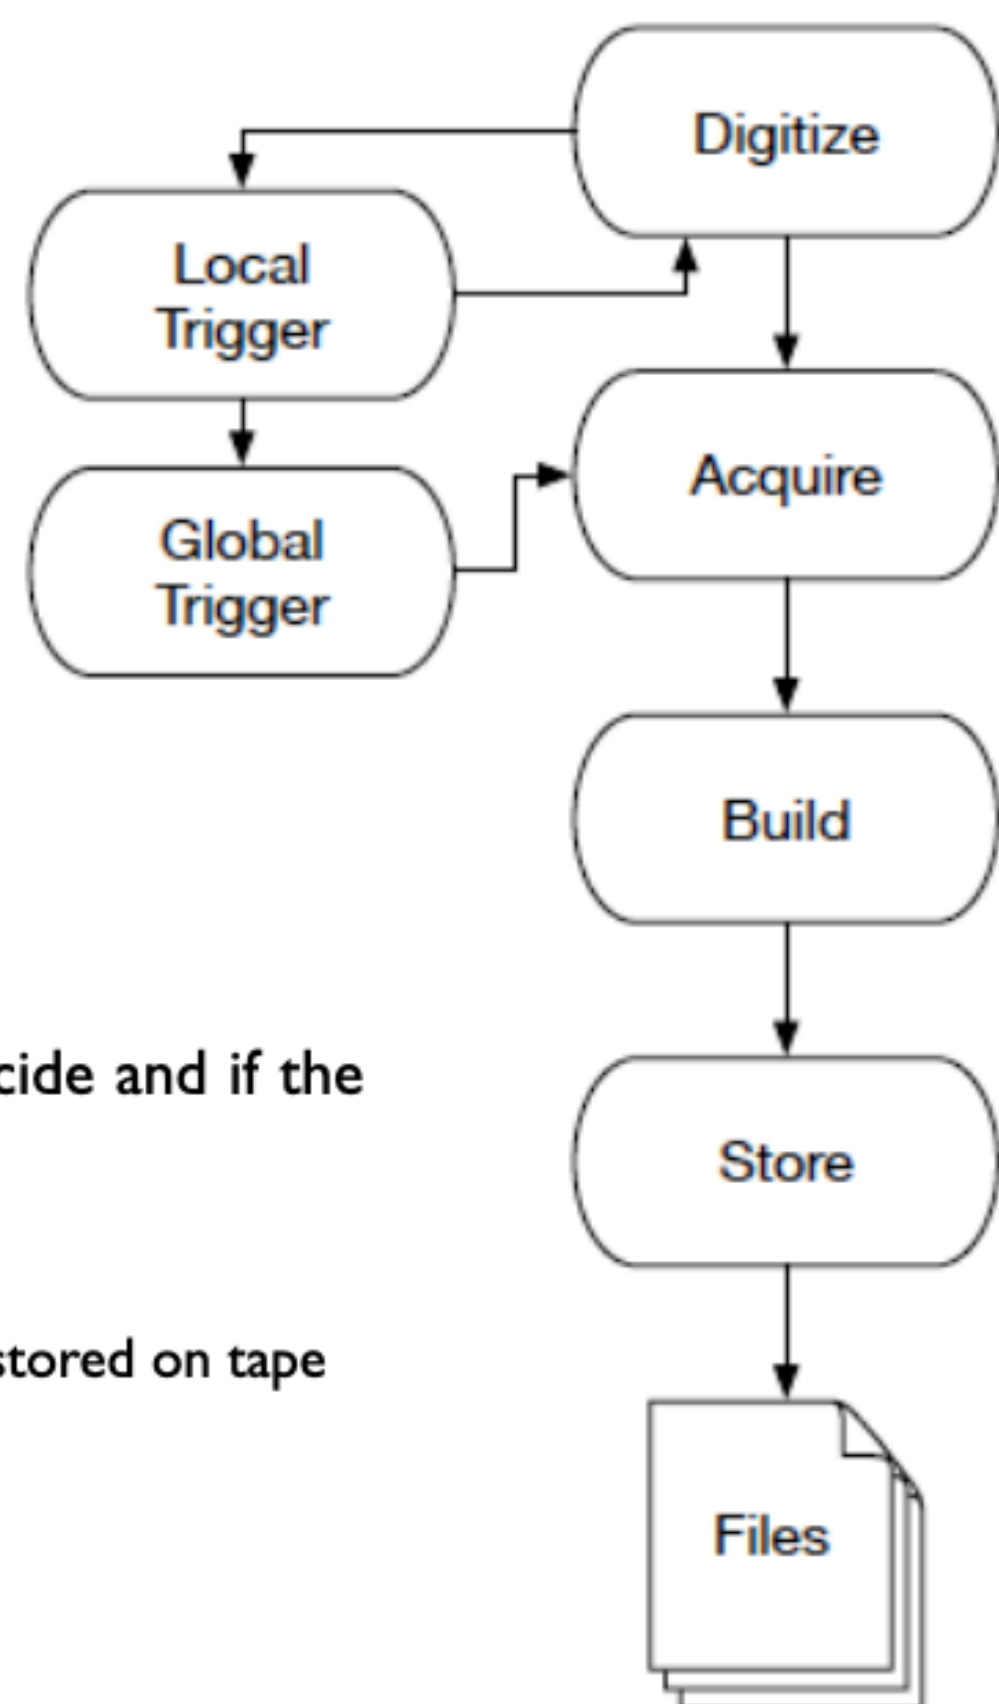 Digitize
Local
Trigger
Acquire
Global
Trigger
Build
cide and if the
Store
stored on tape
Files